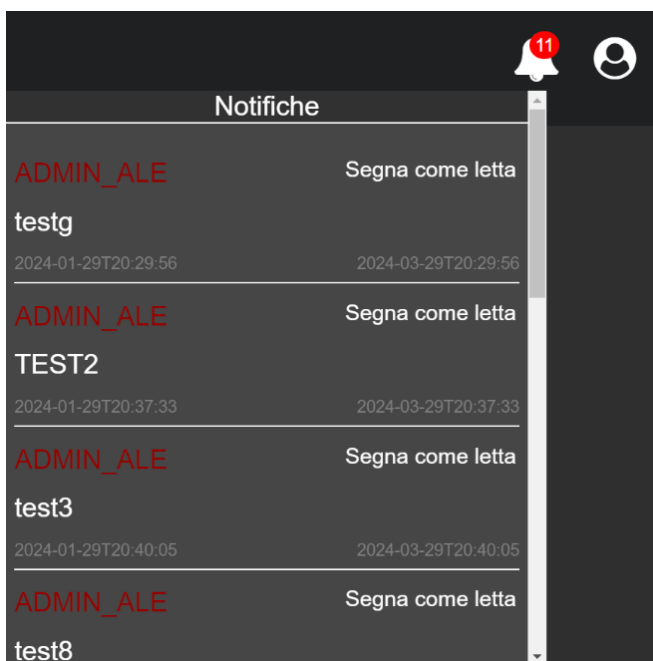 11
Notifiche
ADMIN_ALE Segna come letta
testg
2024-01-29T20:29:56 2024-03-29T20:29:56
ADMIN_ALE Segna come letta
TEST2
2024-01-29T20:37:33 2024-03-29T20:37:33
ADMIN_ALE Segna come letta
test3
2024-01-29T20:40:05 2024-03-29T20:40:05
ADMIN_ALE Segna come letta
test8